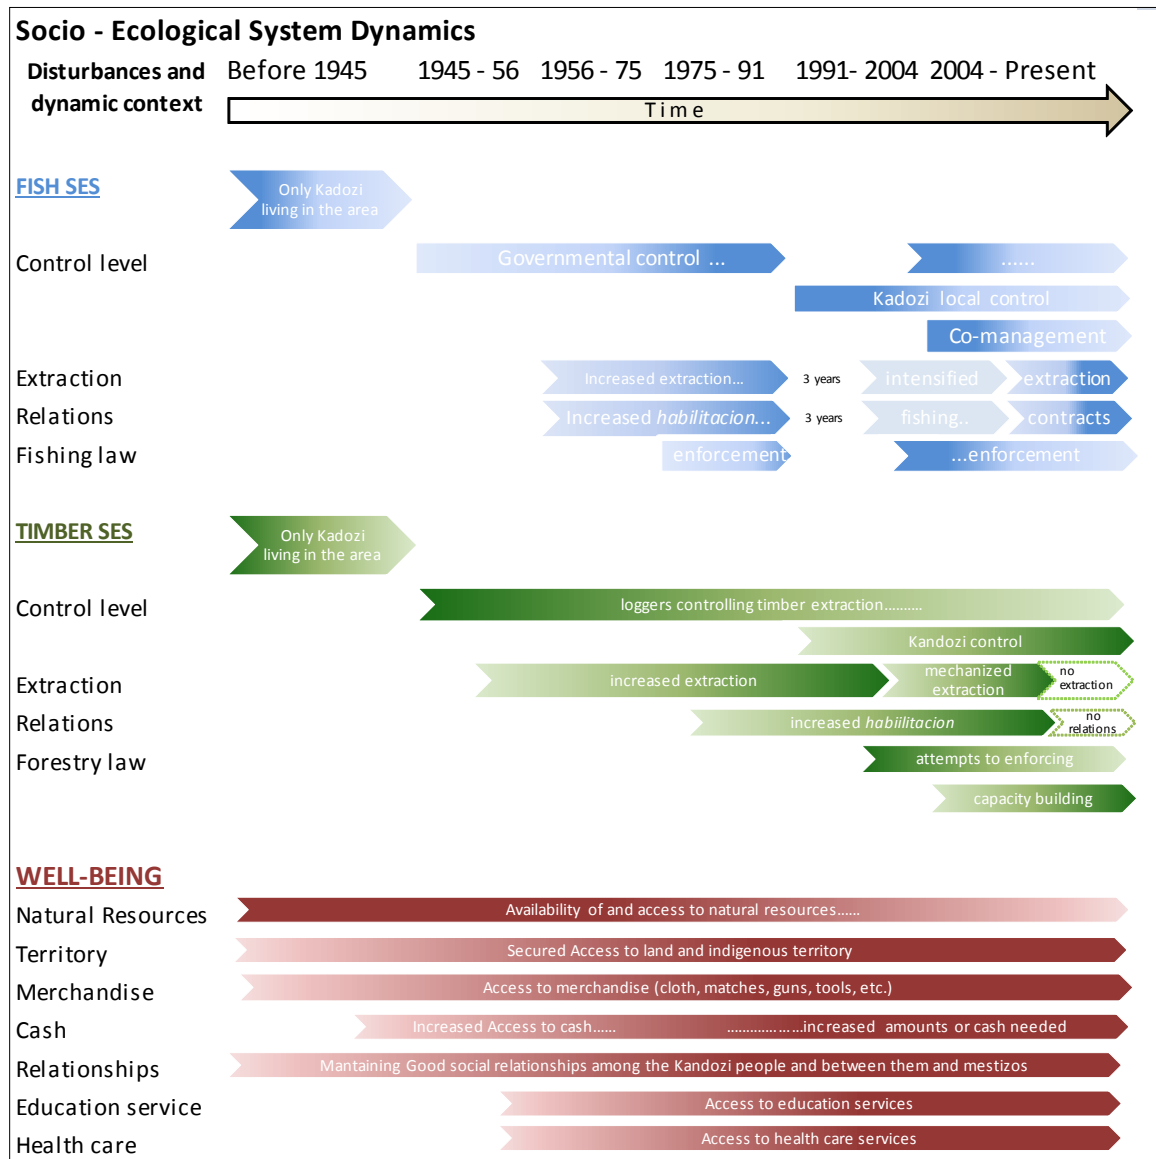 Socio - Ecological System Dynamics
Disturbances and dynamic context
Before 1945 1945 - 56 1956 - 75 1975 - 91 1991- 2004 2004 - Present
Time
FISH SES
Only Kadozi
living in the area
Control level
Governmental control ... ......
Kadozi local control
Co-management
Extraction Increased extraction... 3 years intensified extraction
Relations Increased habilitacion... 3 years fishing.. contracts
Fishing law enforcement ...enforcement
TIMBER SES
Only Kadozi
living in the area
Control level loggers controlling timber extraction..........
Kandozi control
Extraction increased extraction mechanized extraction no extraction
Relations increased habiilitacion no relations
Forestry law attempts to enforcing
capacity building
WELL-BEING
Natural Resources Availability of and access to natural resources......
Territory Secured Access to land and indigenous territory
Merchandise Access to merchandise (cloth, matches, guns, tools, etc.)
Cash Increased Access to cash...... ..................increased amounts or cash needed
Relationships Mantaining Good social relationships among the Kandozi people and between them and mestizos
Education service Access to education services
Health care Access to health care services